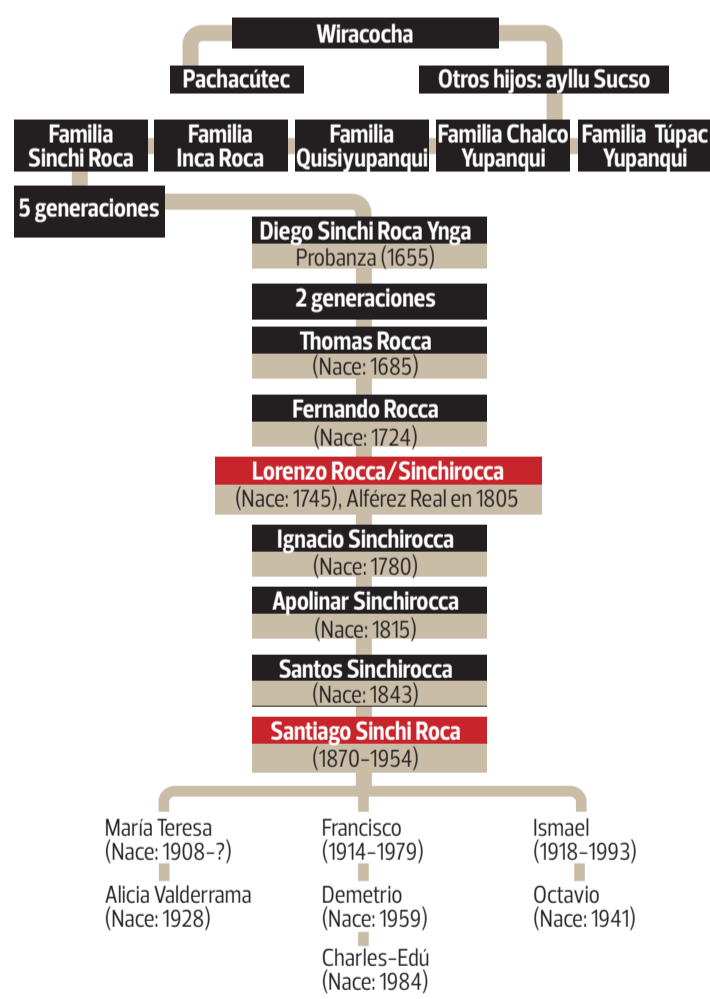 Wiracocha
Pachacútec
Otros hijos: ayllu Sucso
Familia
Sinchi Roca
Familia
Inca Roca
Familia
Quisiyupanqui
Familia Chalco
Yupanqui
Familia Túpac
Yupanqui
5 generaciones
Diego Sinchi Roca Ynga
Probanza (1655)
2 generaciones
Thomas Rocca
(Nace: 1685)
Fernando Rocca
(Nace: 1724)
Lorenzo Rocca/Sinchirocca
(Nace: 1745), Alférez Real en 1805
Ignacio Sinchirocca
(Nace: 1780)
Apolinar Sinchirocca
(Nace: 1815)
Santos Sinchirocca
(Nace: 1843)
Santiago Sinchi Roca
(1870-1954)
María Teresa
(Nace: 1908-?)
Alicia Valderrama
(Nace: 1928)
Francisco
(1914-1979)
Demetrio
(Nace: 1959)
Charles-Edú
(Nace: 1984)
Ismael
(1918-1993)
Octavio
(Nace: 1941)